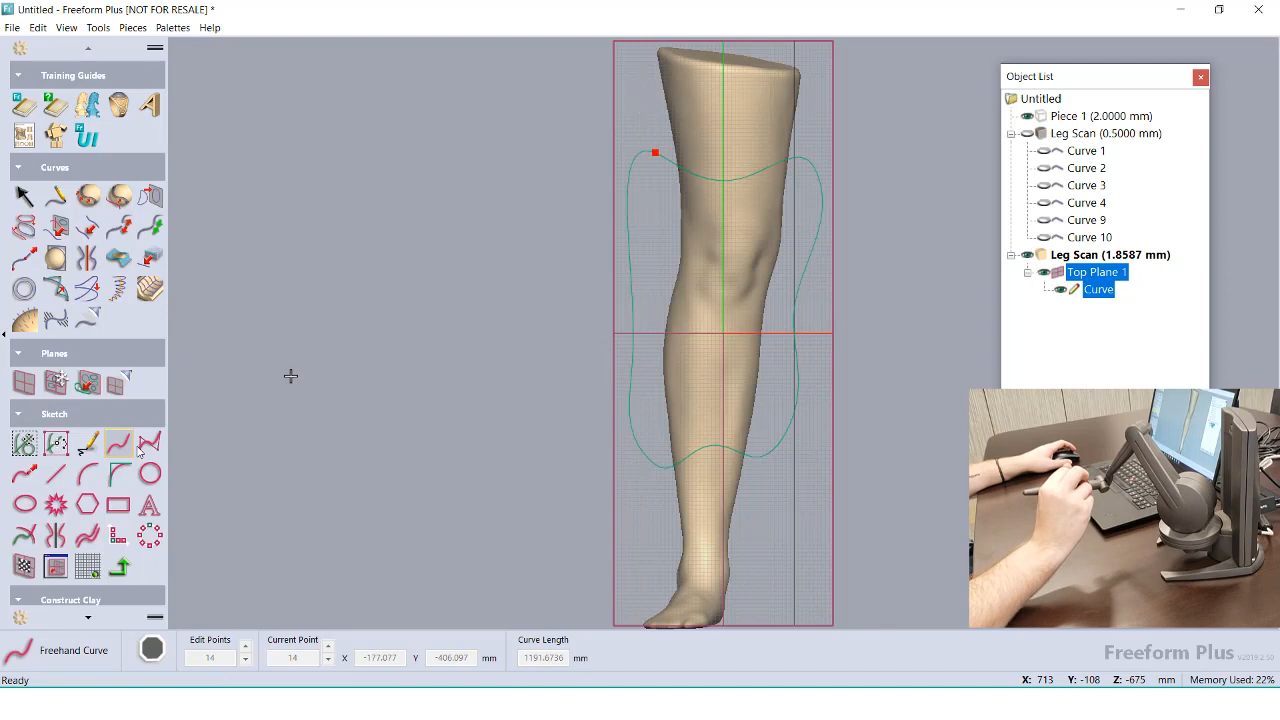 Untitled - Freeform Plus [NOT FOR RESALE] *
File Edit View Tools Pieces Palettes Help
Training Guides
Curves
Planes
Sketch
Construct Clay
Object List
Untitled
Piece 1 (2.0000 mm)
Leg Scan (0.5000 mm)
Curve 1
Curve 2
Curve 3
Curve 4
Curve 9
Curve 10
Leg Scan (1.8587 mm)
Top Plane 1
Curve
Freehand Curve
Edit Points
14
Current Point
14
X -177.077 Y -406.097 mm
Curve Length
1191.6736 mm
Freeform Plus v2019.2.50
Ready
X: 713 Y: -108 Z: -675 mm Memory Used: 22%